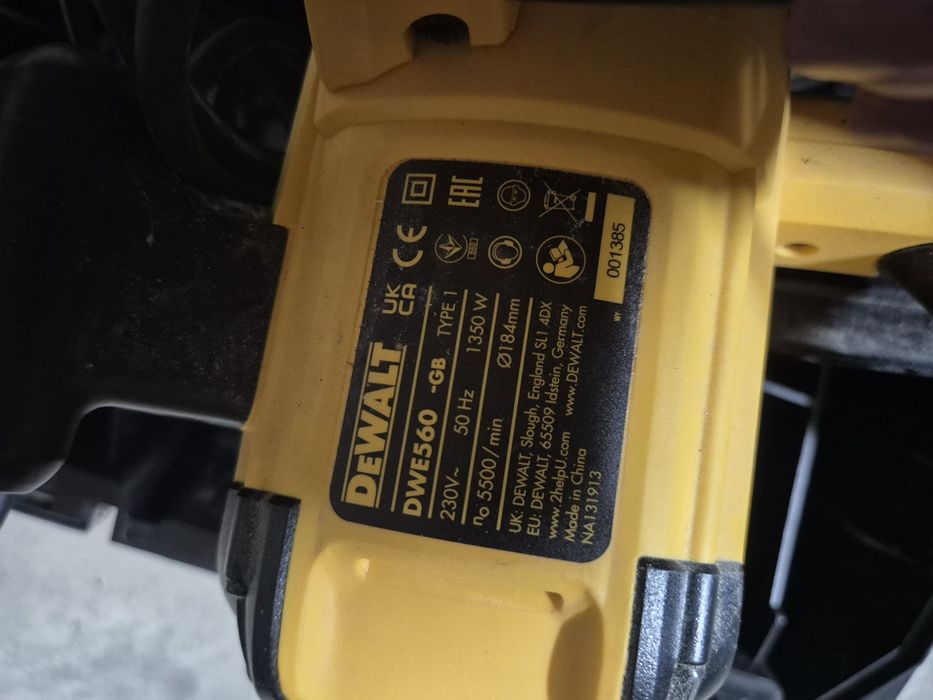 DEWALT
UK
CA
CE
EAC
DWE560 -GB TYPE 1
230V~ 50 Hz 1350 W
n₀ 5500/min Ø184mm
UK: DEWALT, Slough, England SL1 4DX
EU: DEWALT, 65509 Idstein, Germany
www.2helpU.com www.DEWALT.com
Made in China
NA131913
001385